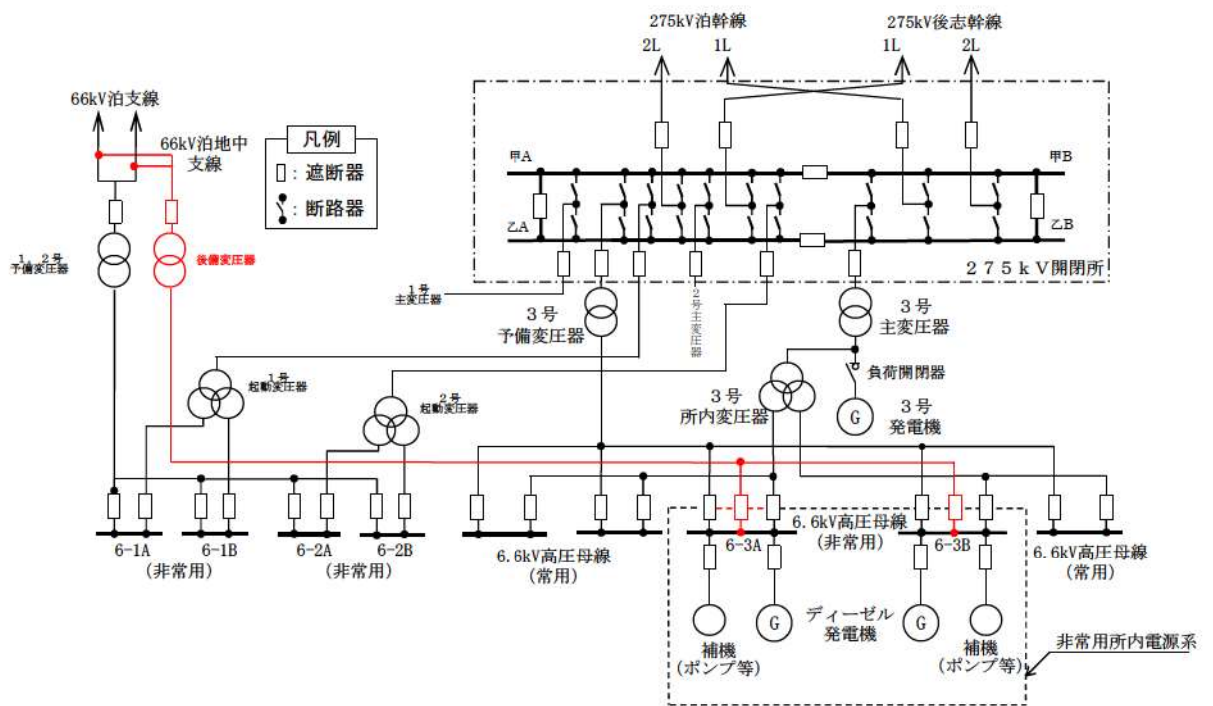 275kV泊幹線
275kV後志幹線
2L
1L
1L
2L
66kV泊支線
66kV泊地中
支線
凡例
：遮断器
：断路器
甲A
甲B
乙A
乙B
２７５ｋＶ開閉所
1，2号
予備変圧器
後備変圧器
1号
主変圧器
3号
予備変圧器
2号主変圧器
3号
主変圧器
負荷開閉器
G
3号
発電機
3号
所内変圧器
1号
起動変圧器
2号
起動変圧器
6-1A
6-1B
(非常用)
6-2A
6-2B
(非常用)
6.6kV高圧母線
(常用)
6-3A
6.6kV高圧母線
(非常用)
6-3B
6.6kV高圧母線
(常用)
補機
(ポンプ等)
G
ディーゼル
発電機
G
補機
(ポンプ等)
非常用所内電源系